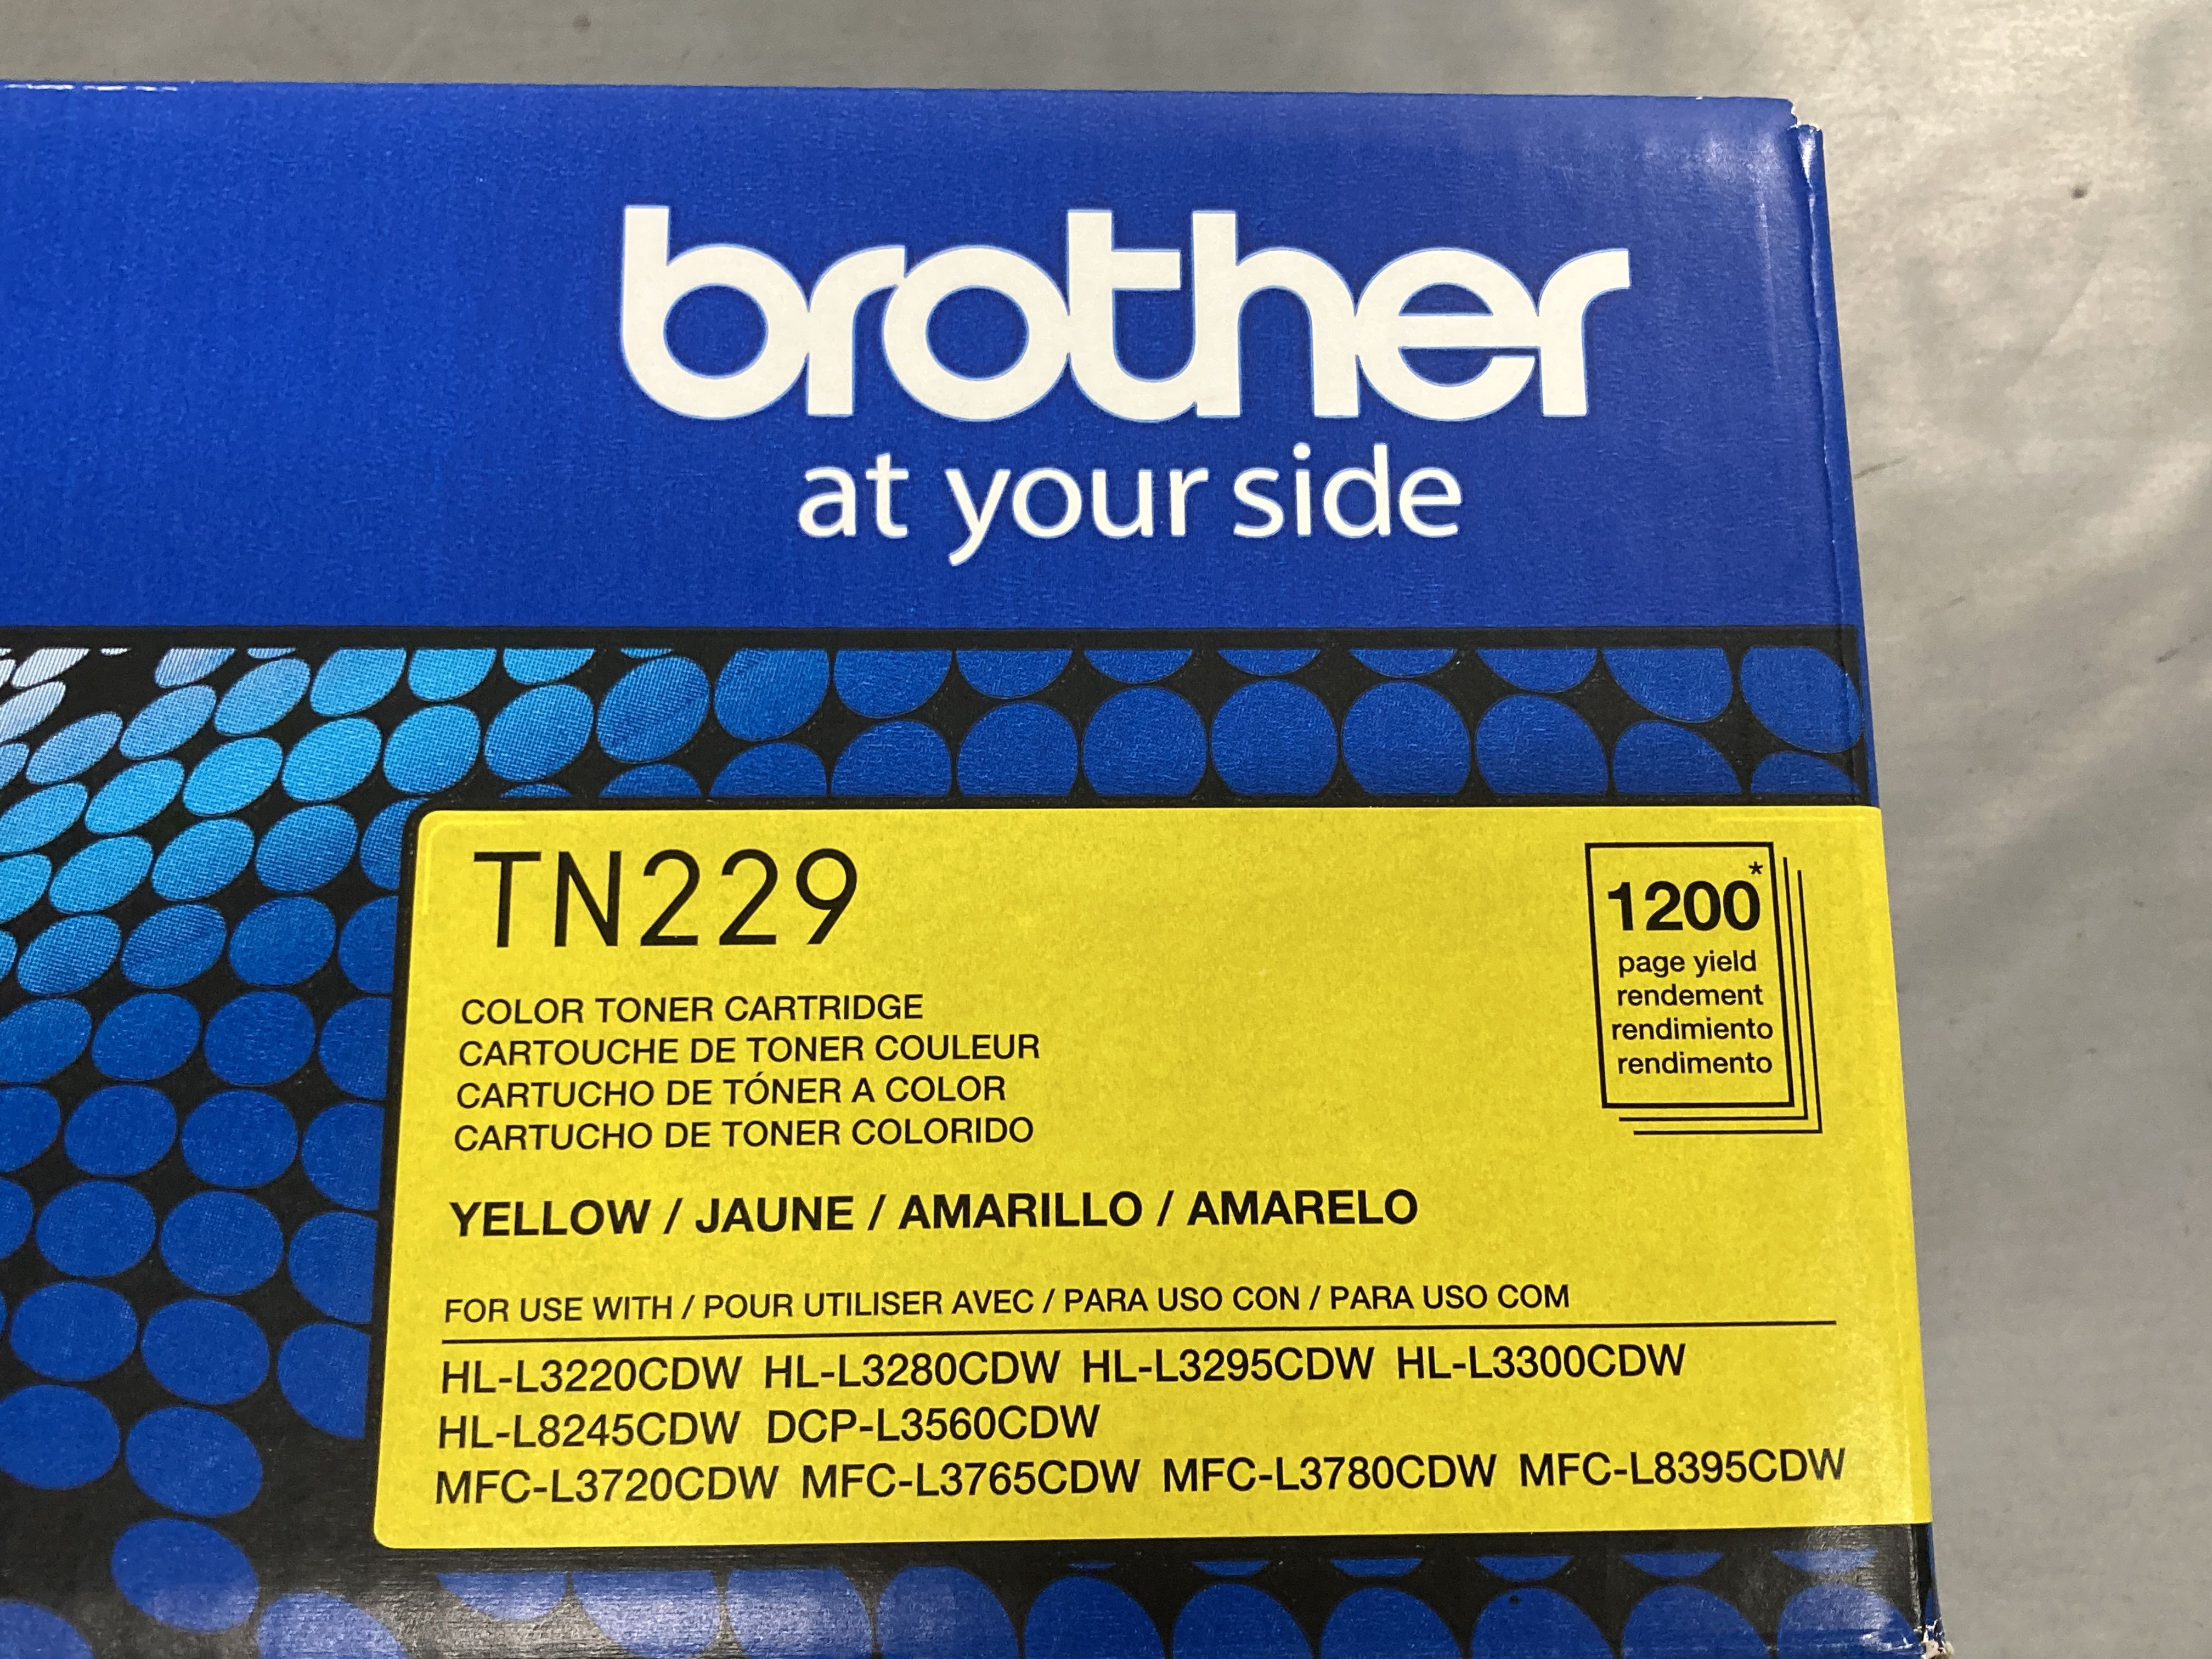 brother
at your side
TN229
1200*
page yield
rendement
rendimiento
rendimento
COLOR TONER CARTRIDGE
CARTOUCHE DE TONER COULEUR
CARTUCHO DE TÓNER A COLOR
CARTUCHO DE TONER COLORIDO
YELLOW / JAUNE / AMARILLO / AMARELO
FOR USE WITH / POUR UTILISER AVEC / PARA USO CON / PARA USO COM
HL-L3220CDW HL-L3280CDW HL-L3295CDW HL-L3300CDW
HL-L8245CDW DCP-L3560CDW
MFC-L3720CDW MFC-L3765CDW MFC-L3780CDW MFC-L8395CDW